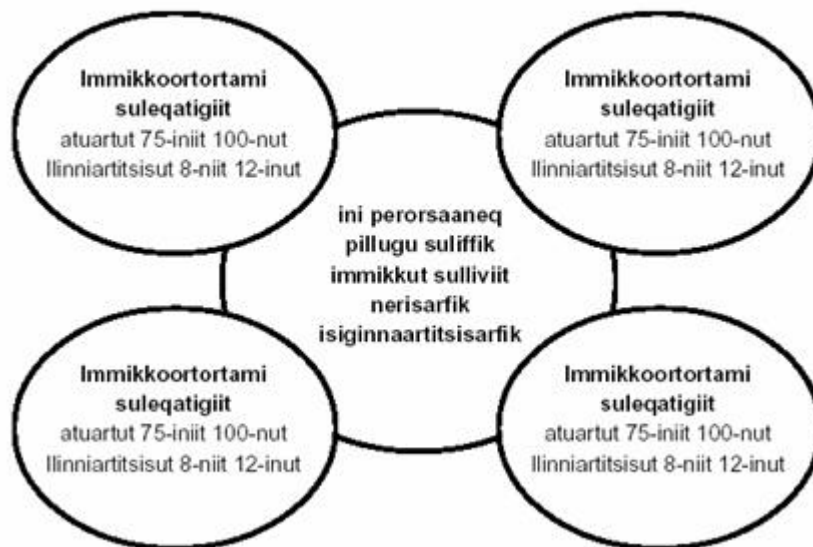 Immikkoortortami
suleqatigiit
atuartut 75-iniit 100-nut
Ilinniartitsisut 8-niit 12-inut
Immikkoortortami
suleqatigiit
atuartut 75-iniit 100-nut
Ilinniartitsisut 8-niit 12-inut
ini perorsaaneq
pillugu suliffik
immikkut sulliviit
nerisarfik
isiginnaartitsisarfik
Immikkoortortami
suleqatigiit
atuartut 75-iniit 100-nut
Ilinniartitsisut 8-niit 12-inut
Immikkoortortami
suleqatigiit
atuartut 75-iniit 100-nut
Ilinniartitsisut 8-niit 12-inut